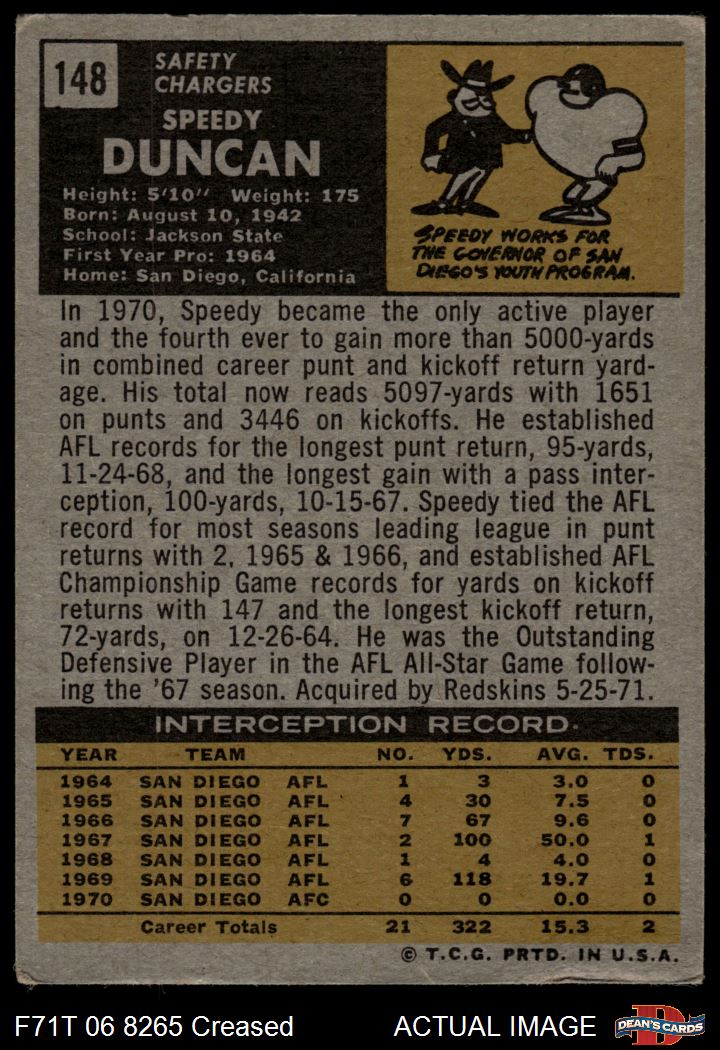 148
SAFETY
CHARGERS
SPEEDY
DUNCAN
Height: 5'10" Weight: 175
Born: August 10, 1942
School: Jackson State
First Year Pro: 1964
Home: San Diego, California
SPEEDY WORKS FOR
THE GOVERNOR OF SAN
DIEGO'S YOUTH PROGRAM.
In 1970, Speedy became the only active player
and the fourth ever to gain more than 5000-yards
in combined career punt and kickoff return yard-
age. His total now reads 5097-yards with 1651
on punts and 3446 on kickoffs. He established
AFL records for the longest punt return, 95-yards,
11-24-68, and the longest gain with a pass inter-
ception, 100-yards, 10-15-67. Speedy tied the AFL
record for most seasons leading league in punt
returns with 2, 1965 & 1966, and established AFL
Championship Game records for yards on kickoff
returns with 147 and the longest kickoff return,
72-yards, on 12-26-64. He was the Outstanding
Defensive Player in the AFL All-Star Game follow-
ing the '67 season. Acquired by Redskins 5-25-71.
INTERCEPTION RECORD
YEAR TEAM NO. YDS. AVG. TDS.
1964 SAN DIEGO AFL 1 3 3.0 0
1965 SAN DIEGO AFL 4 30 7.5 0
1966 SAN DIEGO AFL 7 67 9.6 0
1967 SAN DIEGO AFL 2 100 50.0 1
1968 SAN DIEGO AFL 1 4 4.0 0
1969 SAN DIEGO AFL 6 118 19.7 1
1970 SAN DIEGO AFC 0 0 0.0 0
Career Totals 21 322 15.3 2
© T.C.G. PRTD. IN U.S.A.
F71T 06 8265 Creased ACTUAL IMAGE
DEAN'S CARDS